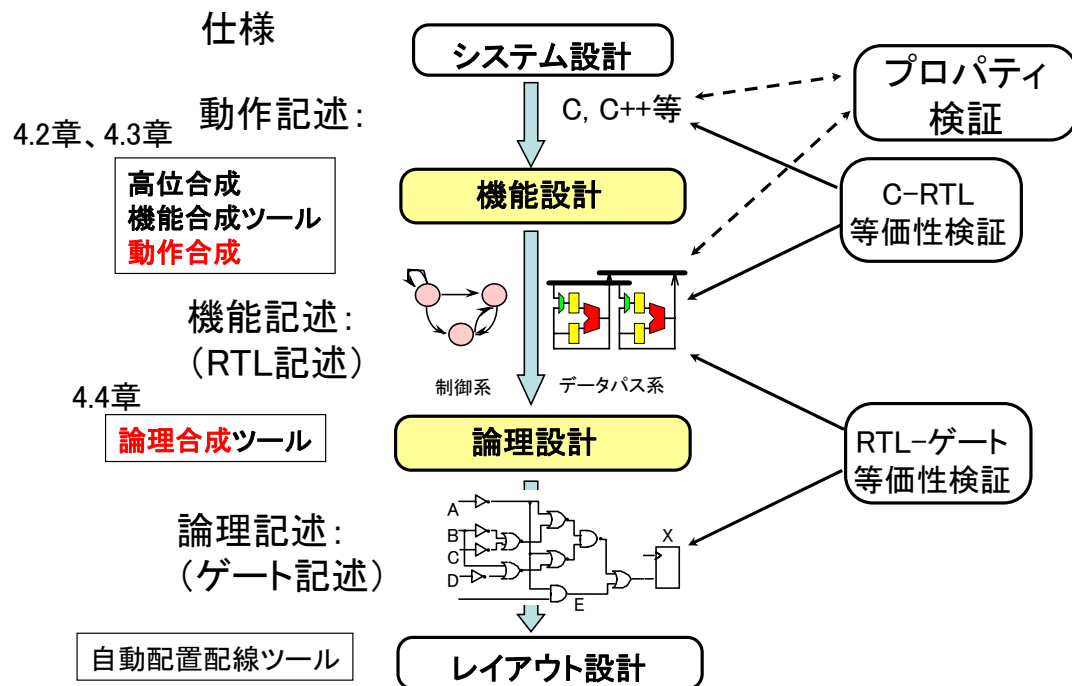 仕様
システム設計
プロパティ
検証
動作記述：
C, C++等
4.2章、4.3章
高位合成
機能合成ツール
動作合成
機能設計
C-RTL
等価性検証
機能記述：
（RTL記述）
制御系
データパス系
4.4章
論理合成ツール
論理設計
RTL-ゲート
等価性検証
論理記述：
（ゲート記述）
A
B
C
D
E
X
自動配置配線ツール
レイアウト設計